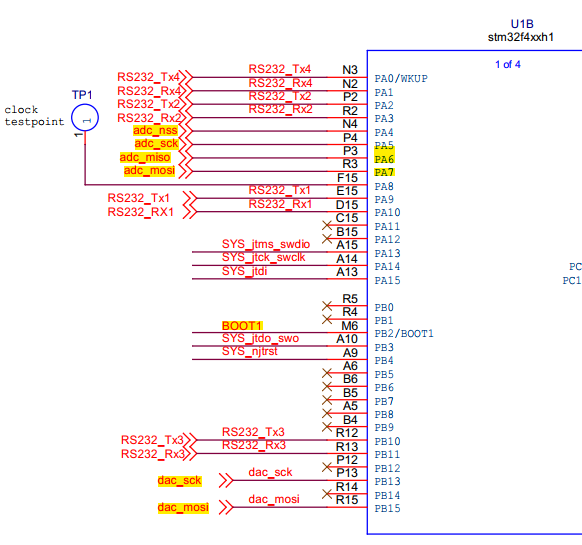 U1B
stm32f4xxh1
1 of 4
TP1
clock
testpoint
1
1
RS232_Tx4 RS232_Tx4 N3 PA0/WKUP
RS232_Rx4 RS232_Rx4 N2 PA1
RS232_Tx2 RS232_Tx2 P2 PA2
RS232_Rx2 RS232_Rx2 R2 PA3
adc_nss N4 PA4
adc_sck P4 PA5
adc_miso P3 PA6
adc_mosi R3 PA7
F15 PA8
RS232_Tx1 RS232_Tx1 E15 PA9
RS232_RX1 RS232_Rx1 D15 PA10
C15 PA11
B15 PA12
SYS_jtms_swdio A15 PA13
SYS_jtck_swclk A14 PA14 PC
SYS_jtdi A13 PA15 PC1
R5 PB0
R4 PB1
BOOT1 M6 PB2/BOOT1
SYS_jtdo_swo A10 PB3
SYS_njtrst A9 PB4
A6 PB5
B6 PB6
B5 PB7
A5 PB8
B4 PB9
RS232_Tx3 RS232_Tx3 R12 PB10
RS232_Rx3 RS232_Rx3 R13 PB11
P12 PB12
dac_sck dac_sck P13 PB13
R14 PB14
dac_mosi dac_mosi R15 PB15